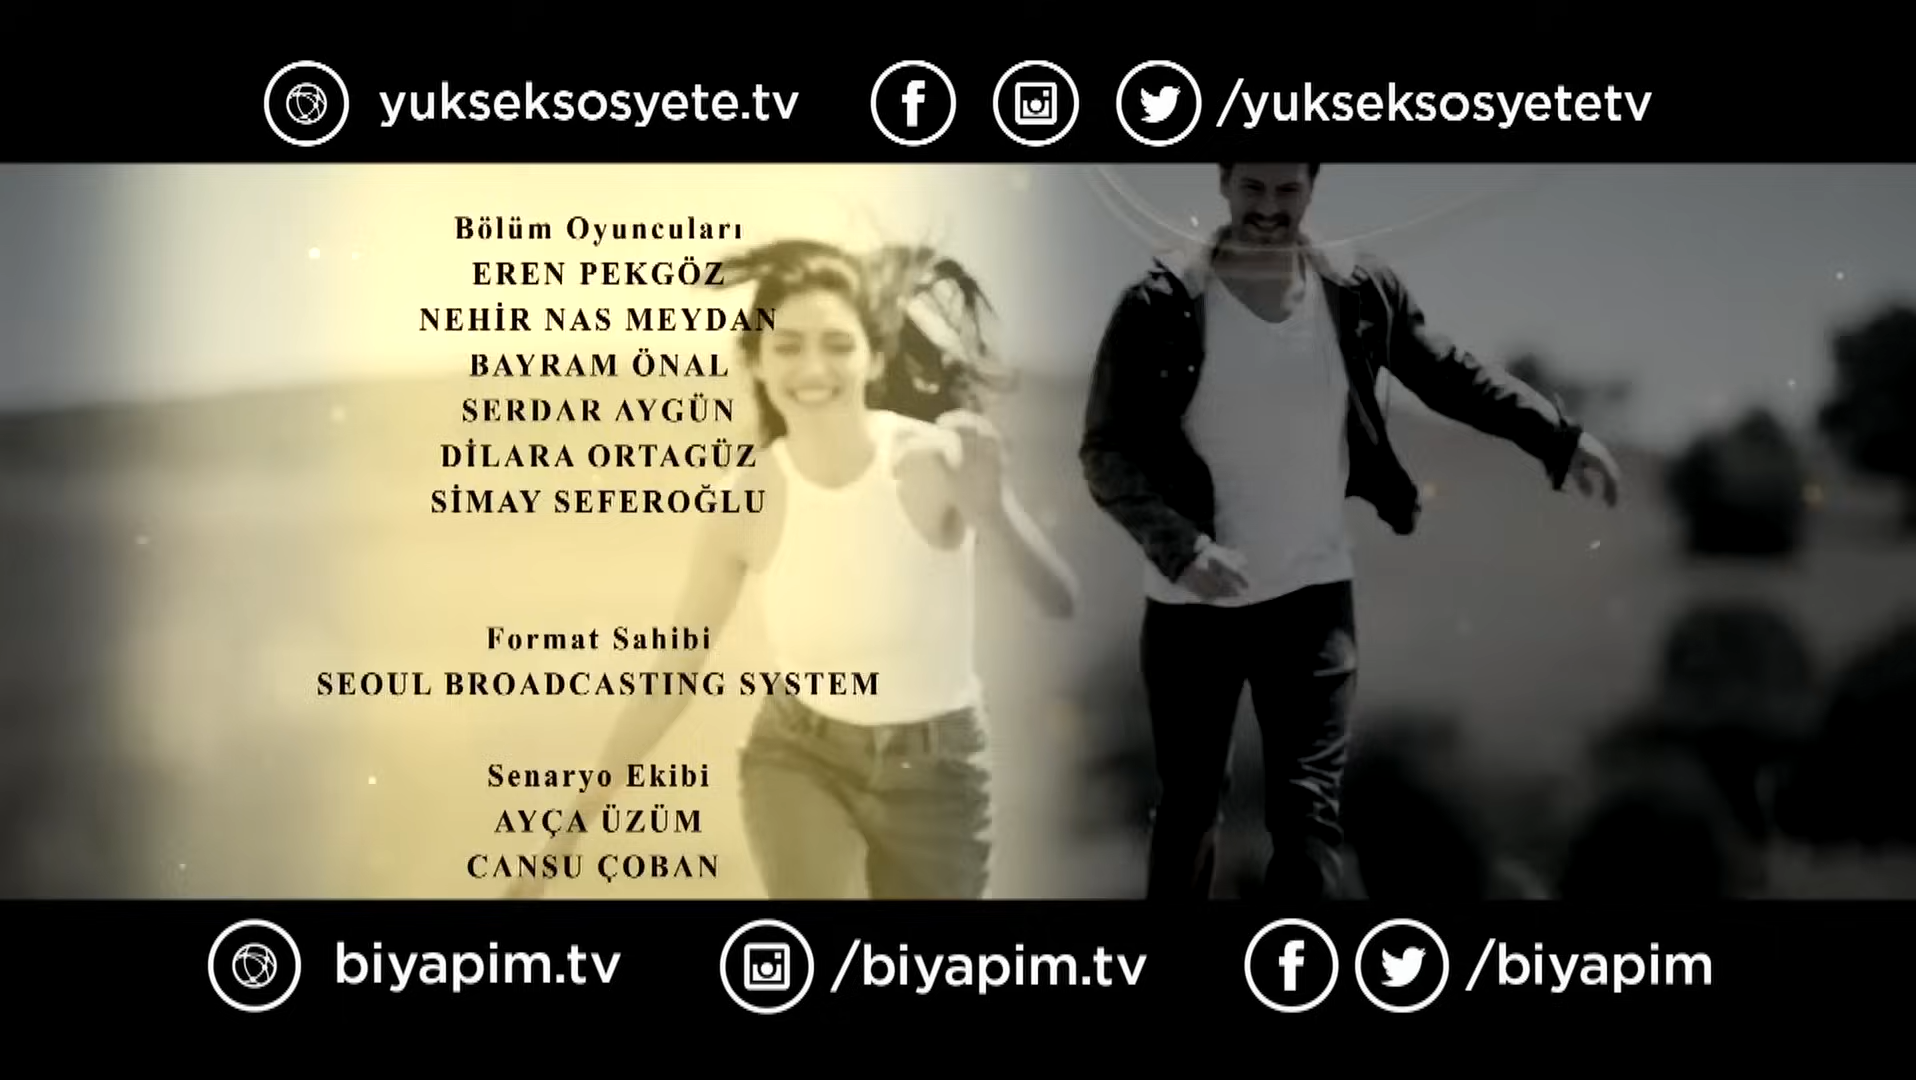 yukseksosyete.tv
/yukseksosyetetv
Bölüm Oyuncuları
EREN PEKGÖZ
NEHİR NAS MEYDAN
BAYRAM ÖNAL
SERDAR AYGÜN
DİLARA ORTAGÜZ
SİMAY SEFEROĞLU
Format Sahibi
SEOUL BROADCASTING SYSTEM
Senaryo Ekibi
AYÇA ÜZÜM
CANSU ÇOBAN
biyapim.tv
/biyapim.tv
/biyapim